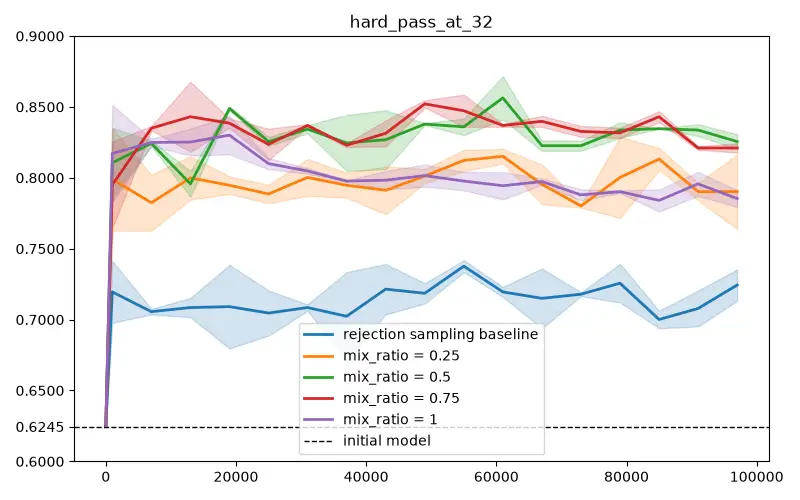 hard_pass_at_32
0.9000
0.8500
0.8000
0.7500
0.7000
0.6500
0.6245
0.6000
rejection sampling baseline
mix_ratio = 0.25
mix_ratio = 0.5
mix_ratio = 0.75
mix_ratio = 1
initial model
0 20000 40000 60000 80000 100000